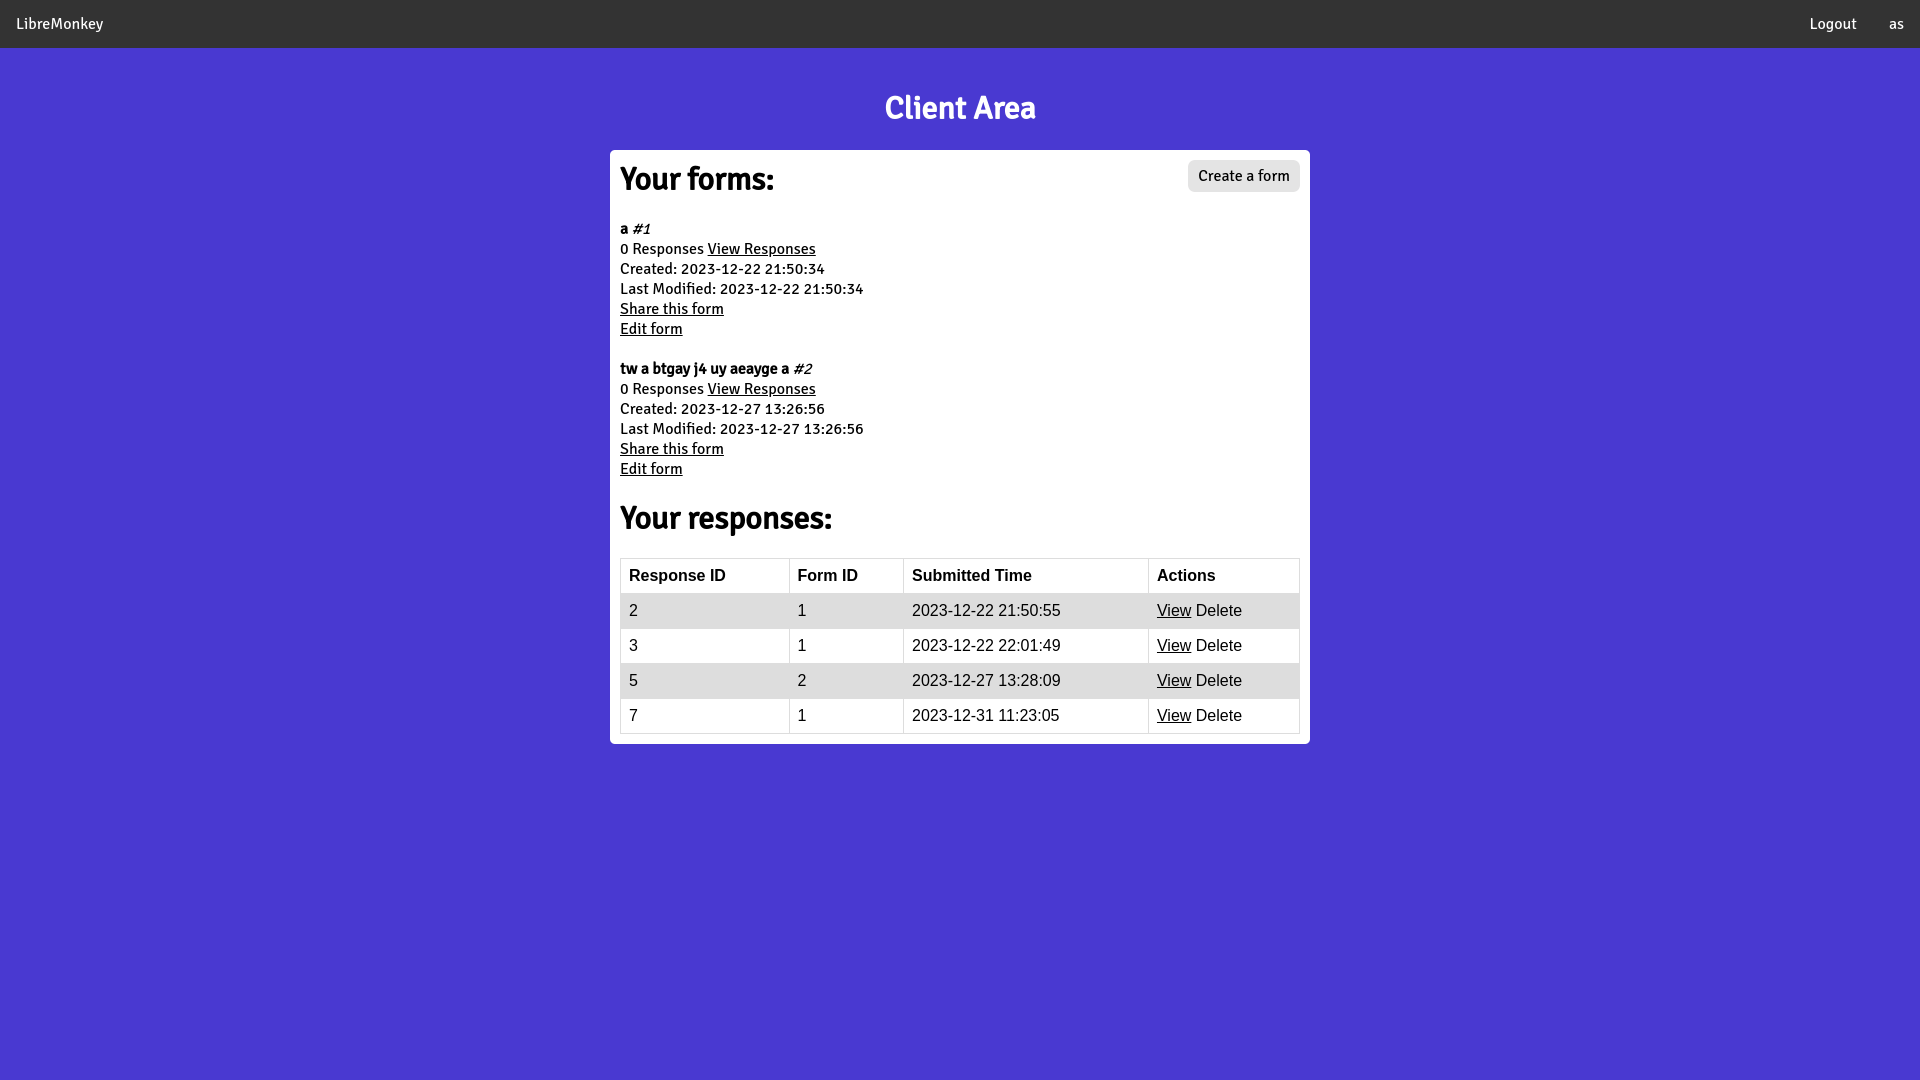 LibreMonkey Logout as
Client Area
Your forms: Create a form
a #1
0 Responses View Responses
Created: 2023-12-22 21:50:34
Last Modified: 2023-12-22 21:50:34
Share this form
Edit form
tw a btgay j4 uy aeayge a #2
0 Responses View Responses
Created: 2023-12-27 13:26:56
Last Modified: 2023-12-27 13:26:56
Share this form
Edit form
Your responses:
Response ID Form ID Submitted Time Actions
2 1 2023-12-22 21:50:55 View Delete
3 1 2023-12-22 22:01:49 View Delete
5 2 2023-12-27 13:28:09 View Delete
7 1 2023-12-31 11:23:05 View Delete